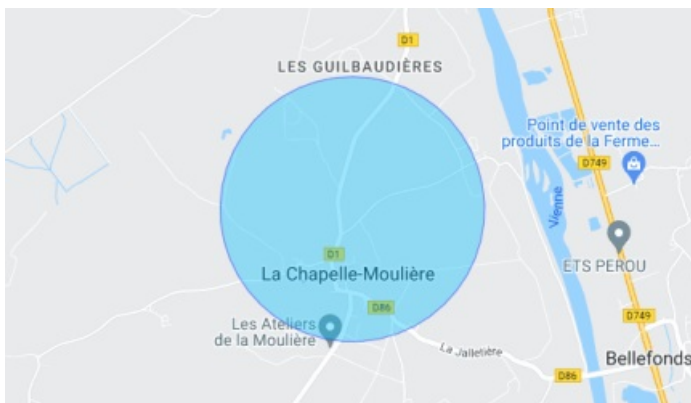 D1
LES GUILBAUDIÈRES
Point de vente des
produits de la Ferme...
D749
Vienne
D1
ETS PEROU
La Chapelle-Moulière
D86
D749
Les Ateliers
de la Moulière
La Jalletière
Bellefonds
D86